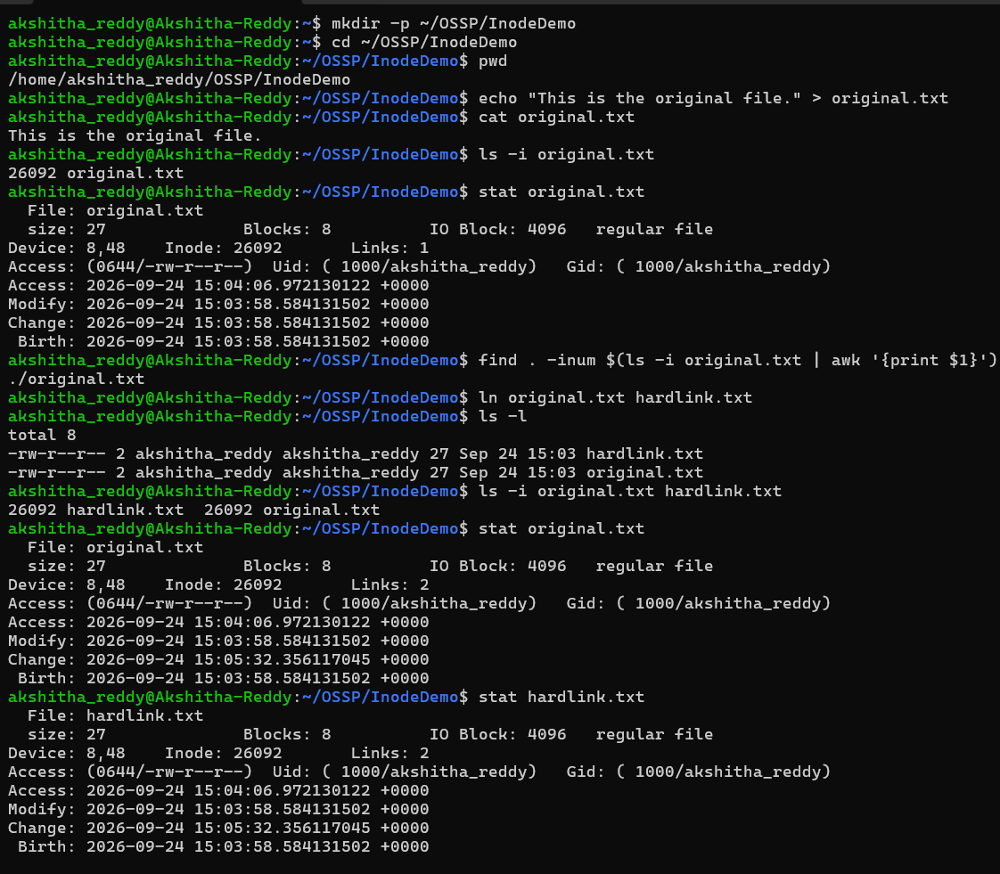 akshitha_reddy@Akshitha-Reddy:~$ mkdir -p ~/OSSP/InodeDemo
akshitha_reddy@Akshitha-Reddy:~$ cd ~/OSSP/InodeDemo
akshitha_reddy@Akshitha-Reddy:~/OSSP/InodeDemo$ pwd
/home/akshitha_reddy/OSSP/InodeDemo
akshitha_reddy@Akshitha-Reddy:~/OSSP/InodeDemo$ echo "This is the original file." > original.txt
akshitha_reddy@Akshitha-Reddy:~/OSSP/InodeDemo$ cat original.txt
This is the original file.
akshitha_reddy@Akshitha-Reddy:~/OSSP/InodeDemo$ ls -i original.txt
26092 original.txt
akshitha_reddy@Akshitha-Reddy:~/OSSP/InodeDemo$ stat original.txt
  File: original.txt
  size: 27              Blocks: 8          IO Block: 4096   regular file
Device: 8,48    Inode: 26092       Links: 1
Access: (0644/-rw-r--r--)  Uid: ( 1000/akshitha_reddy)   Gid: ( 1000/akshitha_reddy)
Access: 2026-09-24 15:04:06.972130122 +0000
Modify: 2026-09-24 15:03:58.584131502 +0000
Change: 2026-09-24 15:03:58.584131502 +0000
 Birth: 2026-09-24 15:03:58.584131502 +0000
akshitha_reddy@Akshitha-Reddy:~/OSSP/InodeDemo$ find . -inum $(ls -i original.txt | awk '{print $1}')
./original.txt
akshitha_reddy@Akshitha-Reddy:~/OSSP/InodeDemo$ ln original.txt hardlink.txt
akshitha_reddy@Akshitha-Reddy:~/OSSP/InodeDemo$ ls -l
total 8
-rw-r--r-- 2 akshitha_reddy akshitha_reddy 27 Sep 24 15:03 hardlink.txt
-rw-r--r-- 2 akshitha_reddy akshitha_reddy 27 Sep 24 15:03 original.txt
akshitha_reddy@Akshitha-Reddy:~/OSSP/InodeDemo$ ls -i original.txt hardlink.txt
26092 hardlink.txt  26092 original.txt
akshitha_reddy@Akshitha-Reddy:~/OSSP/InodeDemo$ stat original.txt
  File: original.txt
  size: 27              Blocks: 8          IO Block: 4096   regular file
Device: 8,48    Inode: 26092       Links: 2
Access: (0644/-rw-r--r--)  Uid: ( 1000/akshitha_reddy)   Gid: ( 1000/akshitha_reddy)
Access: 2026-09-24 15:04:06.972130122 +0000
Modify: 2026-09-24 15:03:58.584131502 +0000
Change: 2026-09-24 15:05:32.356117045 +0000
 Birth: 2026-09-24 15:03:58.584131502 +0000
akshitha_reddy@Akshitha-Reddy:~/OSSP/InodeDemo$ stat hardlink.txt
  File: hardlink.txt
  size: 27              Blocks: 8          IO Block: 4096   regular file
Device: 8,48    Inode: 26092       Links: 2
Access: (0644/-rw-r--r--)  Uid: ( 1000/akshitha_reddy)   Gid: ( 1000/akshitha_reddy)
Access: 2026-09-24 15:04:06.972130122 +0000
Modify: 2026-09-24 15:03:58.584131502 +0000
Change: 2026-09-24 15:05:32.356117045 +0000
 Birth: 2026-09-24 15:03:58.584131502 +0000